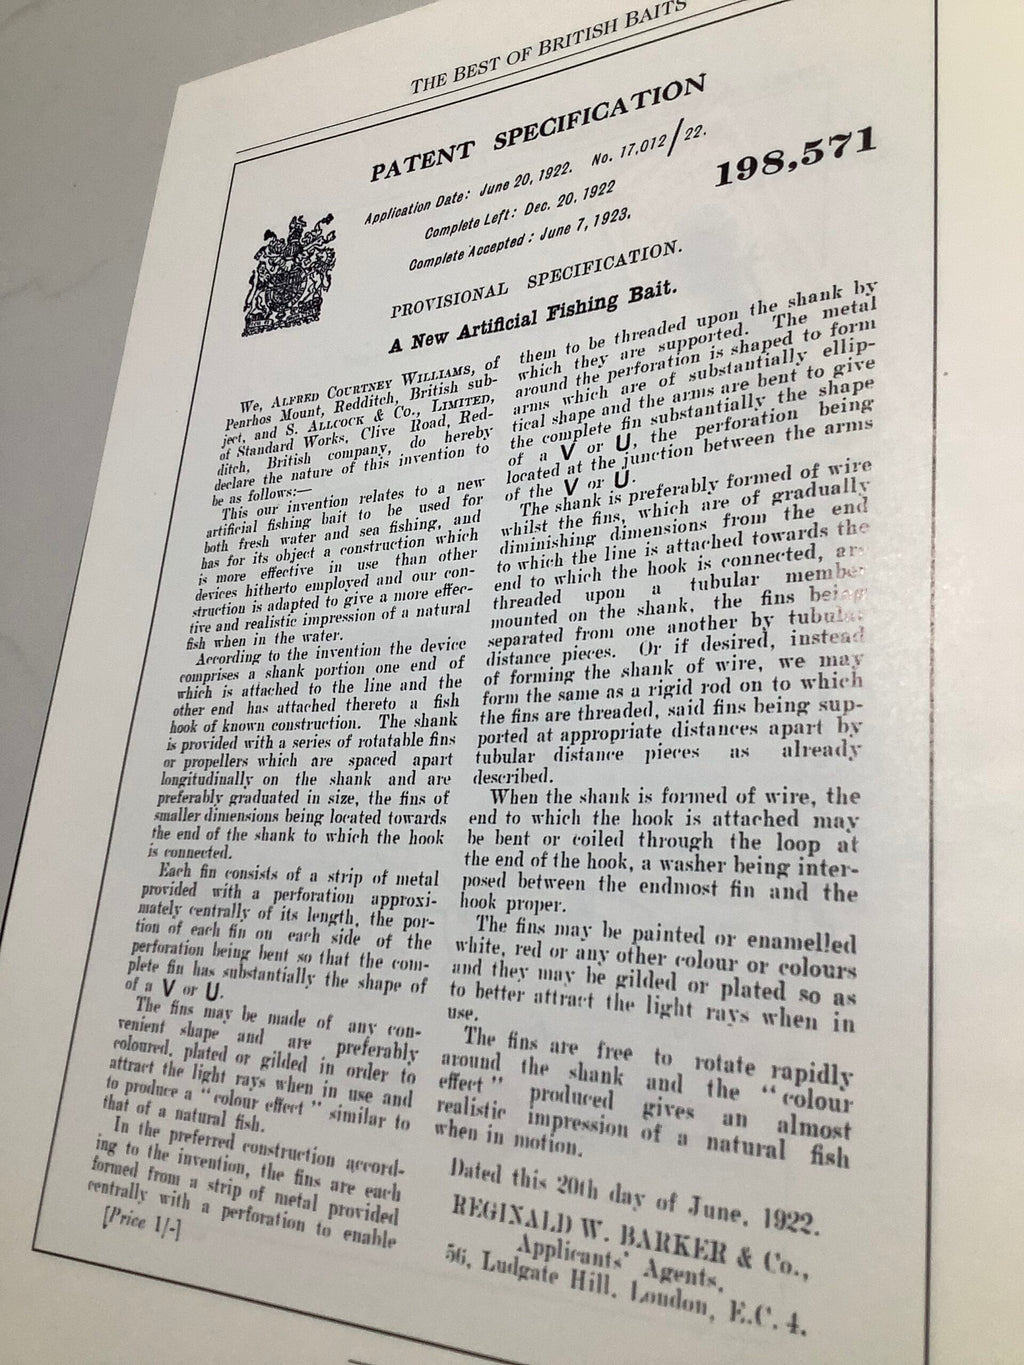 THE BEST OF BRITISH BAITS
PATENT SPECIFICATION
Application Date: June 20, 1922. No. 17,012/22.
198,571
Complete Left: Dec. 20, 1922
Complete Accepted: June 7, 1923.
PROVISIONAL SPECIFICATION.
A New Artificial Fishing Bait.
We, ALFRED COURTNEY WILLIAMS, of
Penrhos Mount, Redditch, British sub-
ject, and S. ALLCOCK & CO., LIMITED,
of Standard Works, Clive Road, Red-
ditch, British company, do hereby
declare the nature of this invention to
be as follows:—
This our invention relates to a new
artificial fishing bait to be used for
both fresh water and sea fishing, and
has for its object a construction which
is more effective in use than other
devices hitherto employed and our con-
struction is adapted to give a more effec-
tive and realistic impression of a natural
fish when in the water.
According to the invention the device
comprises a shank portion one end of
which is attached to the line and the
other end has attached thereto a fish
hook of known construction. The shank
is provided with a series of rotatable fins
or propellers which are spaced apart
longitudinally on the shank and are
preferably graduated in size, the fins of
smaller dimensions being located towards
the end of the shank to which the hook
is connected.
Each fin consists of a strip of metal
provided with a perforation approxi-
mately centrally of its length, the por-
tion of each fin on each side of the
perforation being bent so that the com-
plete fin has substantially the shape of
of a V or U.
The fins may be made of any con-
venient shape and are preferably
coloured, plated or gilded in order to
attract the light rays when in use and
to produce a "colour effect" similar to
that of a natural fish.
In the preferred construction accord-
ing to the invention, the fins are each
formed from a strip of metal provided
centrally with a perforation to enable
[Price 1/-]
them to be threaded upon the shank by
which they are supported. The metal
around the perforation is shaped to form
arms which are of substantially ellip-
tical shape and the arms are bent to give
the complete fin substantially the shape
of a V or U, the perforation being
located at the junction between the arms
of the V or U.
The shank is preferably formed of wire
whilst the fins, which are of gradually
diminishing dimensions from the end
to which the line is attached towards the
end to which the hook is connected, are
threaded upon a tubular member
mounted on the shank, the fins being
separated from one another by tubular
distance pieces. Or if desired, instead
of forming the shank of wire, we may
form the same as a rigid rod on to which
the fins are threaded, said fins being sup-
ported at appropriate distances apart by
tubular distance pieces as already
described.
When the shank is formed of wire, the
end to which the hook is attached may
be bent or coiled through the loop at
the end of the hook, a washer being inter-
posed between the endmost fin and the
hook proper.
The fins may be painted or enamelled
white, red or any other colour or colours
and they may be gilded or plated so as
to better attract the light rays when in
use.
The fins are free to rotate rapidly
around the shank and the "colour
effect" produced gives an almost
realistic impression of a natural fish
when in motion.
Dated this 20th day of June, 1922.
REGINALD W. BARKER & Co.,
Applicants' Agents,
56, Ludgate Hill, London, E.C. 4.